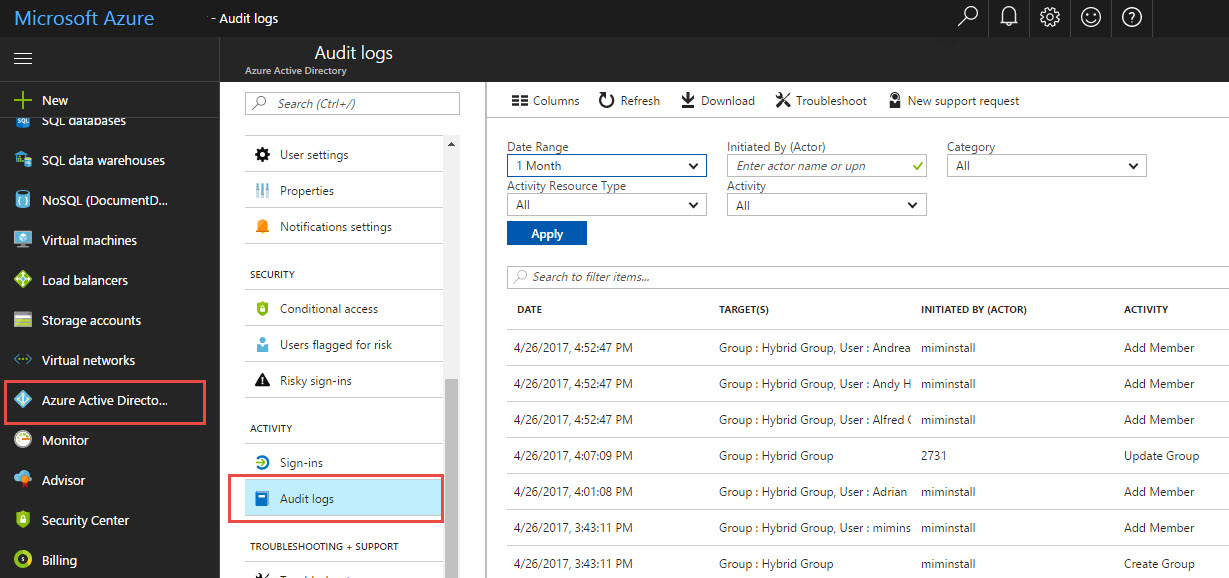 Microsoft Azure
- Audit logs
Audit logs
Azure Active Directory
New
SQL databases
SQL data warehouses
NoSQL (DocumentD...
Virtual machines
Load balancers
Storage accounts
Virtual networks
Azure Active Directo...
Monitor
Advisor
Security Center
Billing
Search (Ctrl+/)
User settings
Properties
Notifications settings
SECURITY
Conditional access
Users flagged for risk
Risky sign-ins
ACTIVITY
Sign-ins
Audit logs
TROUBLESHOOTING + SUPPORT
Columns Refresh Download Troubleshoot New support request
Date Range Initiated By (Actor) Category
1 Month Enter actor name or upn All
Activity Resource Type Activity
All All
Apply
Search to filter items...
DATE TARGET(S) INITIATED BY (ACTOR) ACTIVITY
4/26/2017, 4:52:47 PM Group : Hybrid Group, User : Andrea miminstall Add Member
4/26/2017, 4:52:47 PM Group : Hybrid Group, User : Andy H miminstall Add Member
4/26/2017, 4:52:47 PM Group : Hybrid Group, User : Alfred miminstall Add Member
4/26/2017, 4:07:09 PM Group : Hybrid Group 2731 Update Group
4/26/2017, 4:01:08 PM Group : Hybrid Group, User : Adrian miminstall Add Member
4/26/2017, 3:43:11 PM Group : Hybrid Group, User : mimins miminstall Add Member
4/26/2017, 3:43:11 PM Group : Hybrid Group miminstall Create Group